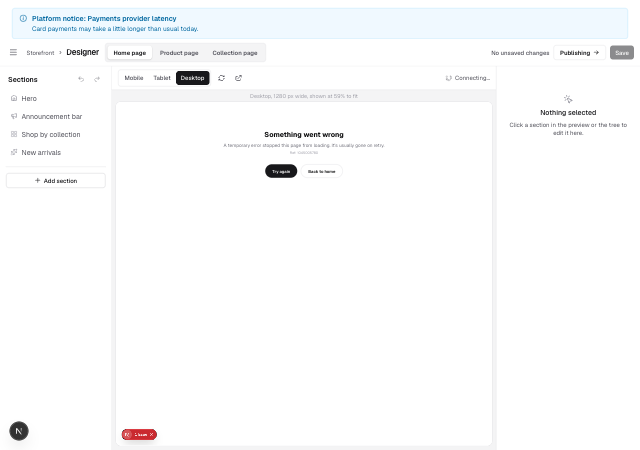 Platform notice: Payments provider latency
Card payments may take a little longer than usual today.
Storefront > Designer
Home page
Product page
Collection page
No unsaved changes
Publishing →
Save
Sections
Hero
Announcement bar
Shop by collection
New arrivals
+ Add section
Mobile
Tablet
Desktop
Connecting...
Desktop, 1280 px wide, shown at 59% to fit
Something went wrong
A temporary error stopped this page from loading. It's usually gone on retry.
Try again
Back to home
N
N
1 Issue ×
Nothing selected
Click a section in the preview or the tree to
edit it here.